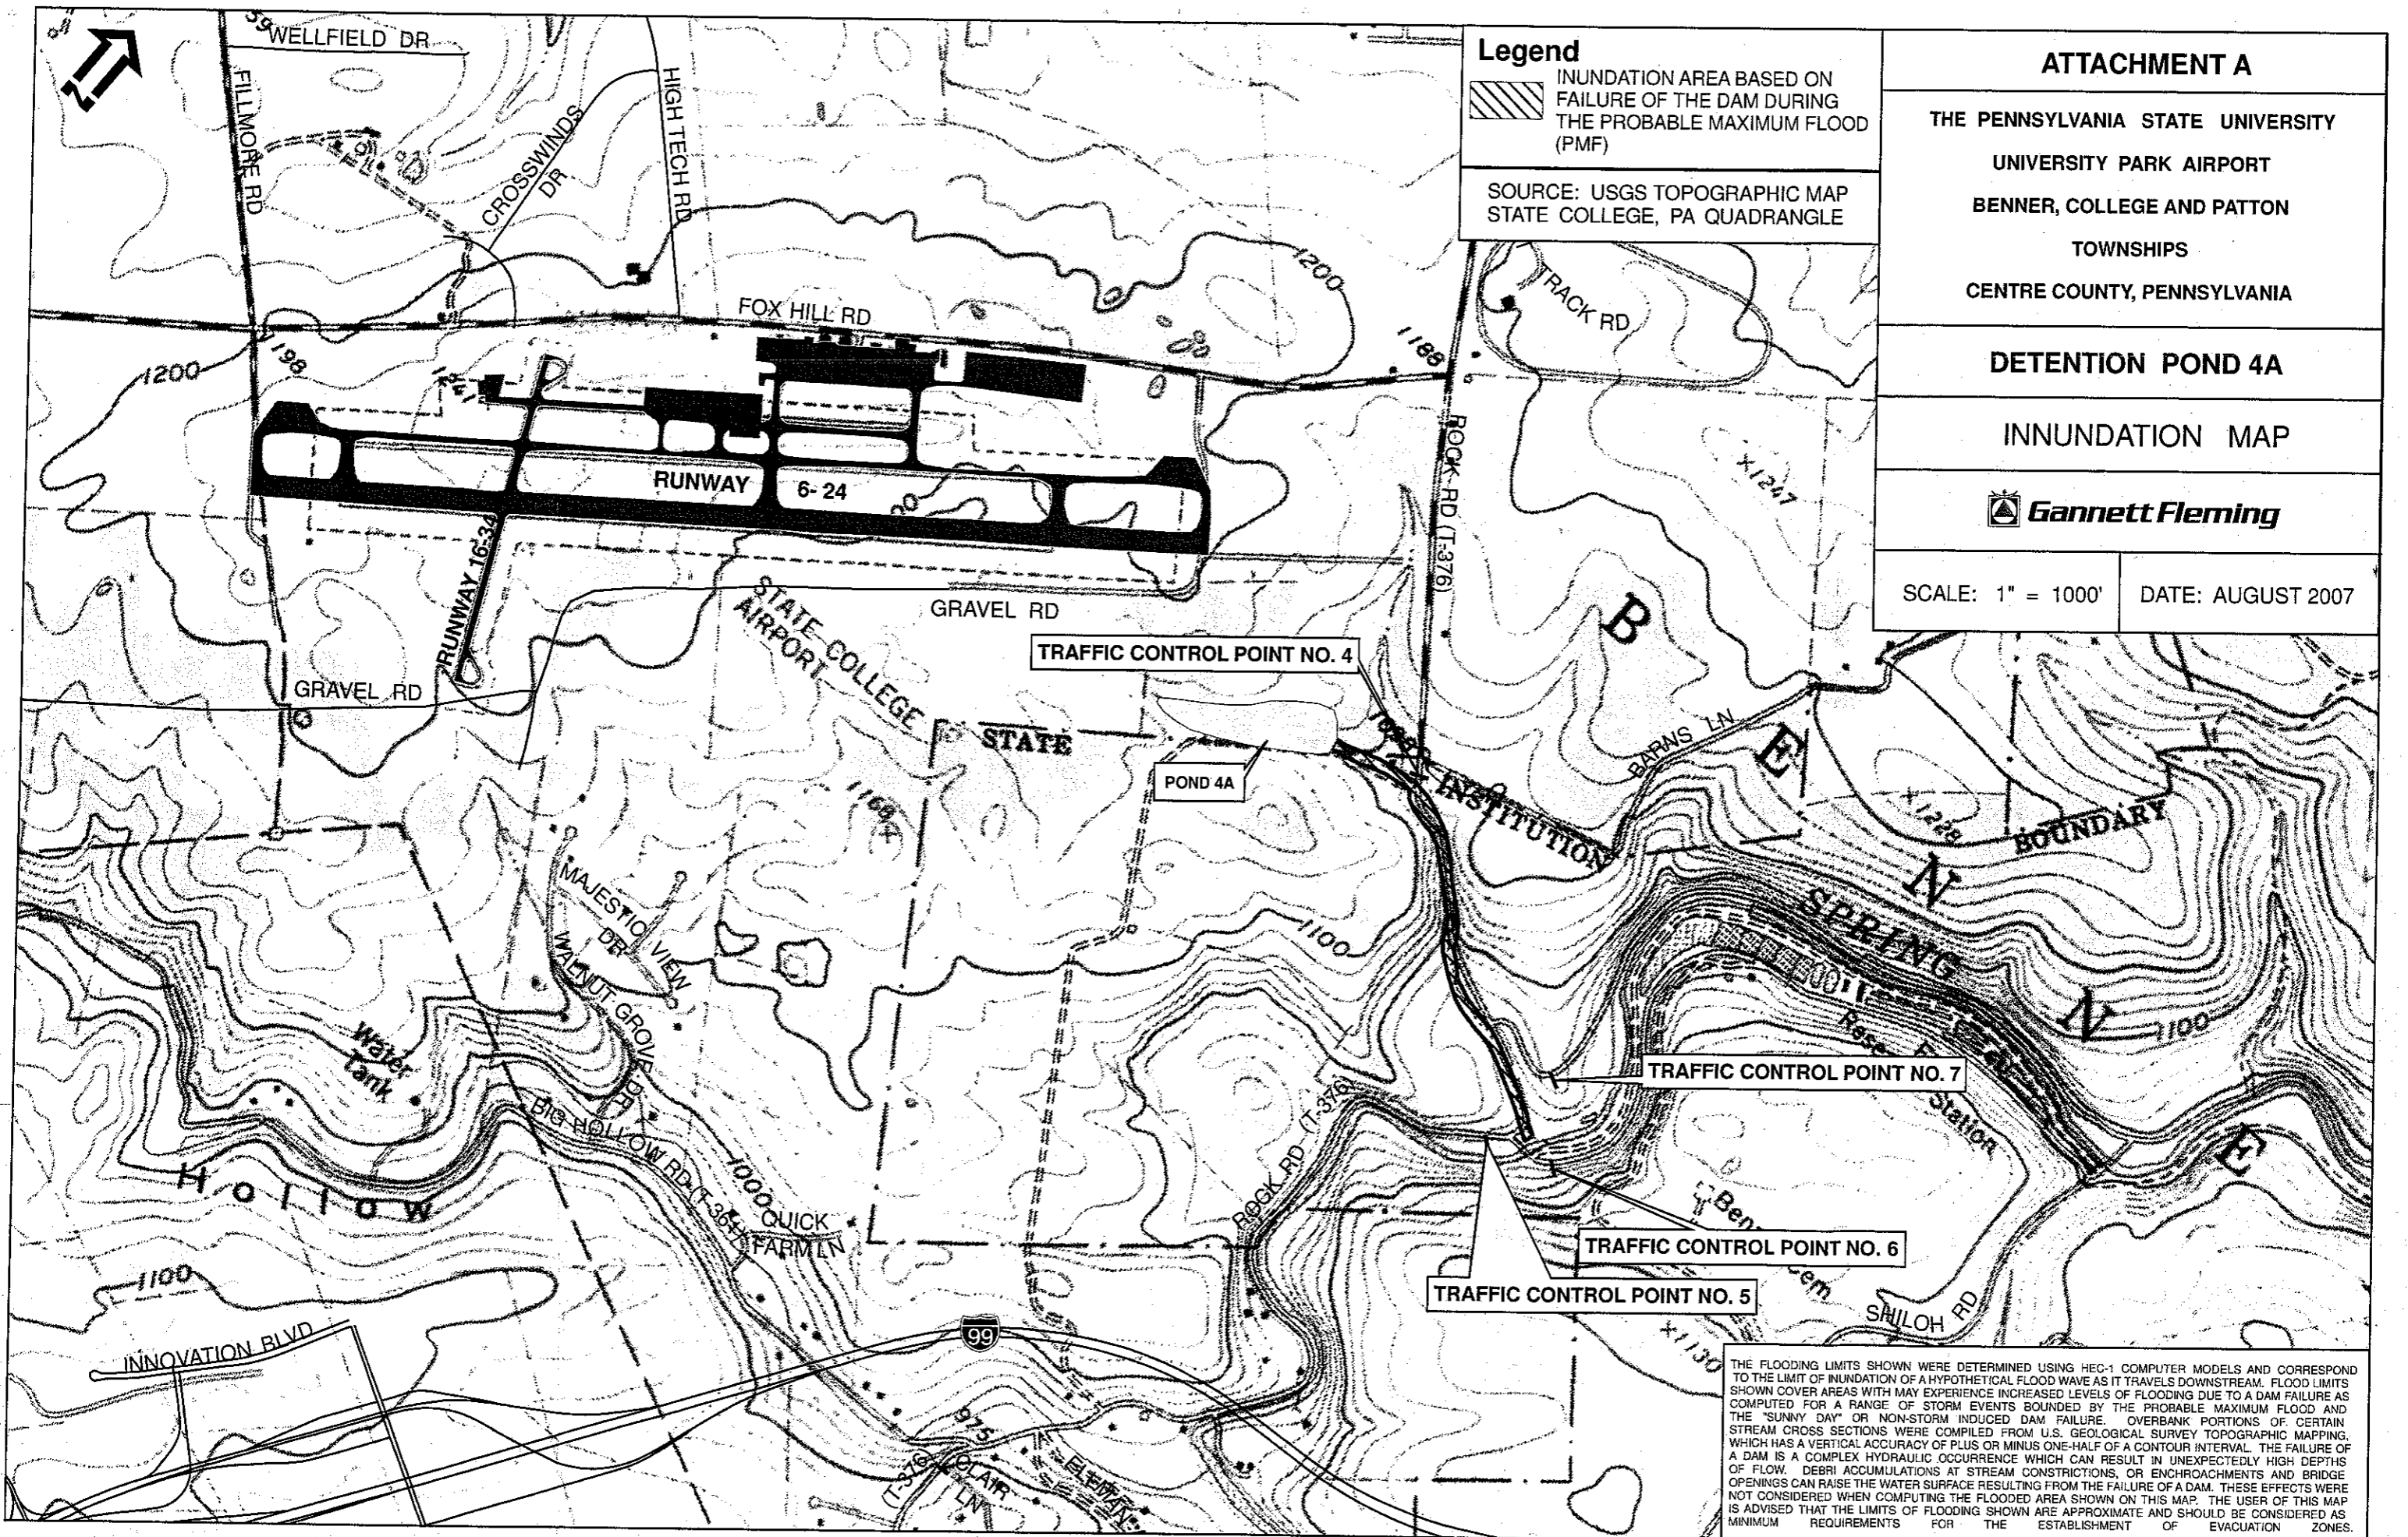 59
WELLFIELD DR
N
FILLMORE RD
CROSSWINDS
DR
HIGH TECH RD
Legend
INUNDATION AREA BASED ON
FAILURE OF THE DAM DURING
THE PROBABLE MAXIMUM FLOOD
(PMF)
SOURCE: USGS TOPOGRAPHIC MAP
STATE COLLEGE, PA QUADRANGLE
ATTACHMENT A
THE PENNSYLVANIA STATE UNIVERSITY
UNIVERSITY PARK AIRPORT
BENNER, COLLEGE AND PATTON
TOWNSHIPS
CENTRE COUNTY, PENNSYLVANIA
DETENTION POND 4A
INNUNDATION MAP
Gannett Fleming
SCALE: 1" = 1000'
DATE: AUGUST 2007
1200
TRACK RD
FOX HILL RD
1188
1198
1200
ROCK RD (T-376)
X1247
RUNWAY 6-24
RUNWAY 16-34
STATE COLLEGE
AIRPORT
GRAVEL RD
GRAVEL RD
TRAFFIC CONTROL POINT NO. 4
POND 4A
STATE
INSTITUTION
BOUNDARY
BARNS LN
B
E
N
N
E
X1228
1168
SPRING
1100
1100
MAJESTIC VIEW
DR
WALNUT GROVE DR
Water
Tank
BIG HOLLOW RD (T-361)
1000
Hollow
QUICK
FARM LN
ROCK RD (T-376)
TRAFFIC CONTROL POINT NO. 7
Station
TRAFFIC CONTROL POINT NO. 6
TRAFFIC CONTROL POINT NO. 5
Cem
SHILOH RD
X1130
1100
INNOVATION BLVD
99
975
(T-376)
CLAIR
LN
THE FLOODING LIMITS SHOWN WERE DETERMINED USING HEC-1 COMPUTER MODELS AND CORRESPOND
TO THE LIMIT OF INUNDATION OF A HYPOTHETICAL FLOOD WAVE AS IT TRAVELS DOWNSTREAM. FLOOD LIMITS
SHOWN COVER AREAS WITH MAY EXPERIENCE INCREASED LEVELS OF FLOODING DUE TO A DAM FAILURE AS
COMPUTED FOR A RANGE OF STORM EVENTS BOUNDED BY THE PROBABLE MAXIMUM FLOOD AND
THE "SUNNY DAY" OR NON-STORM INDUCED DAM FAILURE. OVERBANK PORTIONS OF CERTAIN
STREAM CROSS SECTIONS WERE COMPILED FROM U.S. GEOLOGICAL SURVEY TOPOGRAPHIC MAPPING,
WHICH HAS A VERTICAL ACCURACY OF PLUS OR MINUS ONE-HALF OF A CONTOUR INTERVAL. THE FAILURE OF
A DAM IS A COMPLEX HYDRAULIC OCCURRENCE WHICH CAN RESULT IN UNEXPECTEDLY HIGH DEPTHS
OF FLOW. DEBRI ACCUMULATIONS AT STREAM CONSTRICTIONS, OR ENCHROACHMENTS AND BRIDGE
OPENINGS CAN RAISE THE WATER SURFACE RESULTING FROM THE FAILURE OF A DAM. THESE EFFECTS WERE
NOT CONSIDERED WHEN COMPUTING THE FLOODED AREA SHOWN ON THIS MAP. THE USER OF THIS MAP
IS ADVISED THAT THE LIMITS OF FLOODING SHOWN ARE APPROXIMATE AND SHOULD BE CONSIDERED AS
MINIMUM REQUIREMENTS FOR THE ESTABLISHMENT OF EVACUATION ZONES.